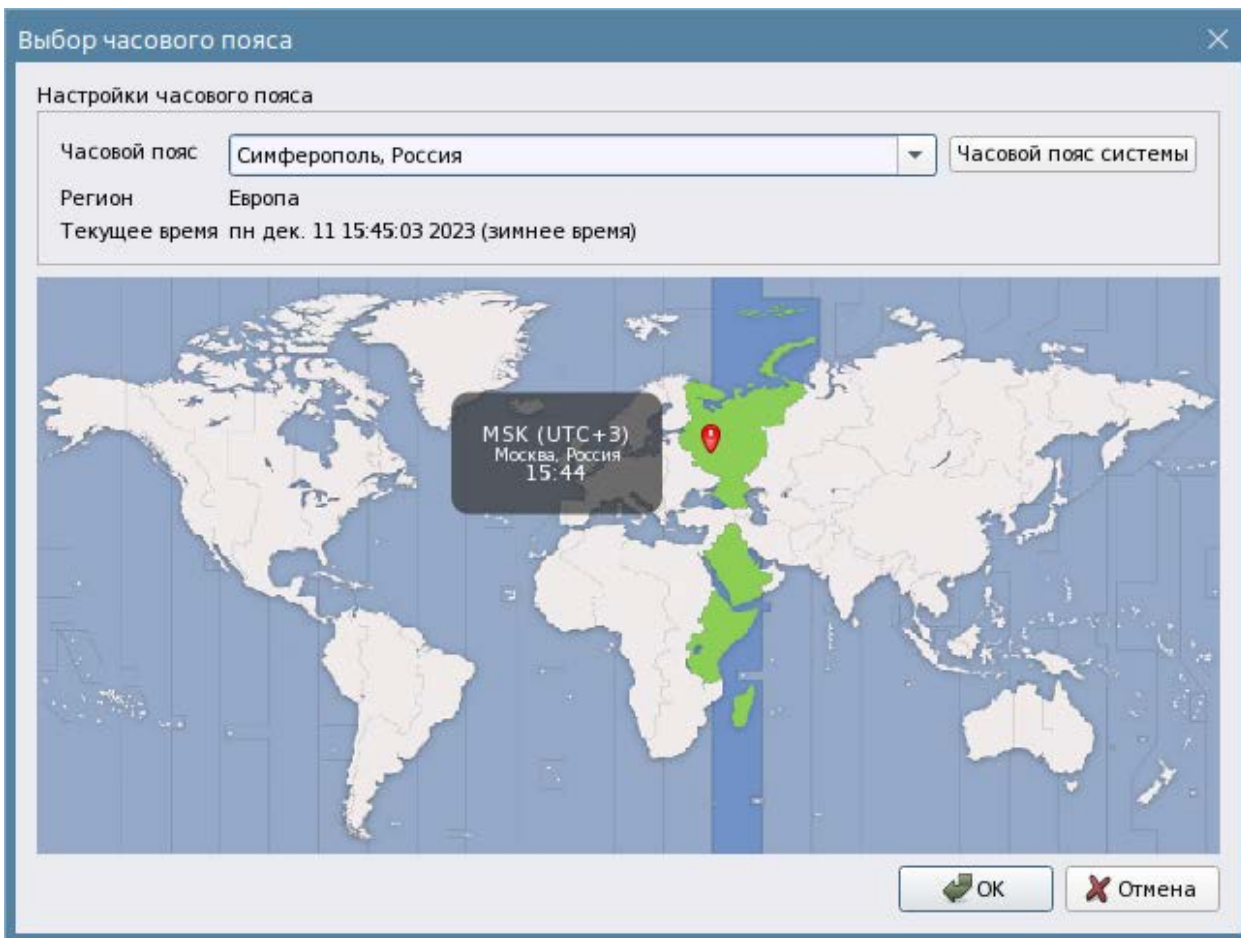 Выбор часового пояса
Настройки часового пояса
Часовой пояс Симферополь, Россия Часовой пояс системы
Регион Европа
Текущее время пн дек. 11 15:45:03 2023 (зимнее время)
MSK (UTC+3)
Москва, Россия
15:44
OK Отмена